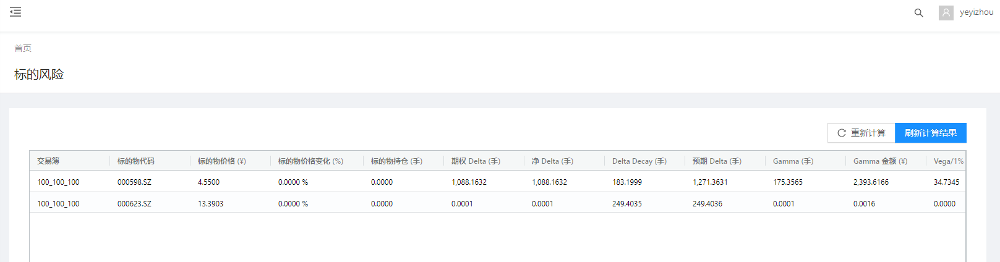 yeyizhou
首页
标的风险
重新计算 刷新计算结果
交易簿 标的物代码 标的物价格 (¥) 标的物价格变化 (%) 标的物持仓 (手) 期权 Delta (手) 净 Delta (手) Delta Decay (手) 预期 Delta (手) Gamma (手) Gamma 金额 (¥) Vega/1%
100_100_100 000598.SZ 4.5500 0.0000 % 0.0000 1,088.1632 1,088.1632 183.1999 1,271.3631 175.3565 2,393.6166 34.7345
100_100_100 000623.SZ 13.3903 0.0000 % 0.0000 0.0001 0.0001 249.4035 249.4036 0.0001 0.0016 0.0000